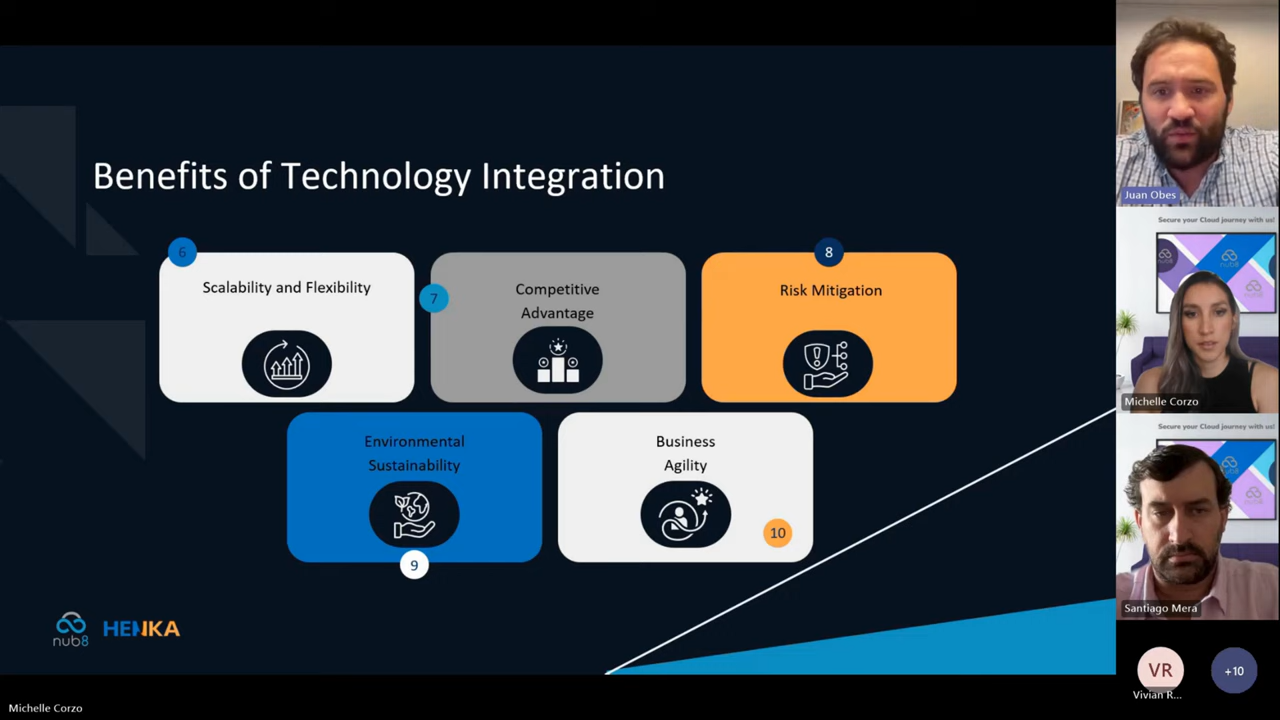 Benefits of Technology Integration
6
Scalability and Flexibility
7
Competitive
Advantage
8
Risk Mitigation
Environmental
Sustainability
9
Business
Agility
10
nub8
HENKA
Michelle Corzo
Juan Obes
Secure your Cloud journey with us!
nub8
Michelle Corzo
Secure your Cloud journey with us!
Santiago Mera
VR
Vivian R...
+10